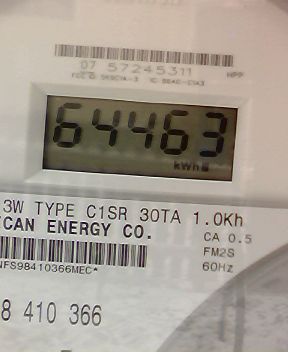 07 57245311 HPP
64463
kWh
3W TYPE C1SR 30TA 1.0Kh
CAN ENERGY CO.
CA 0.5
FM2S
NFS98410366MEC*
60Hz
8 410 366